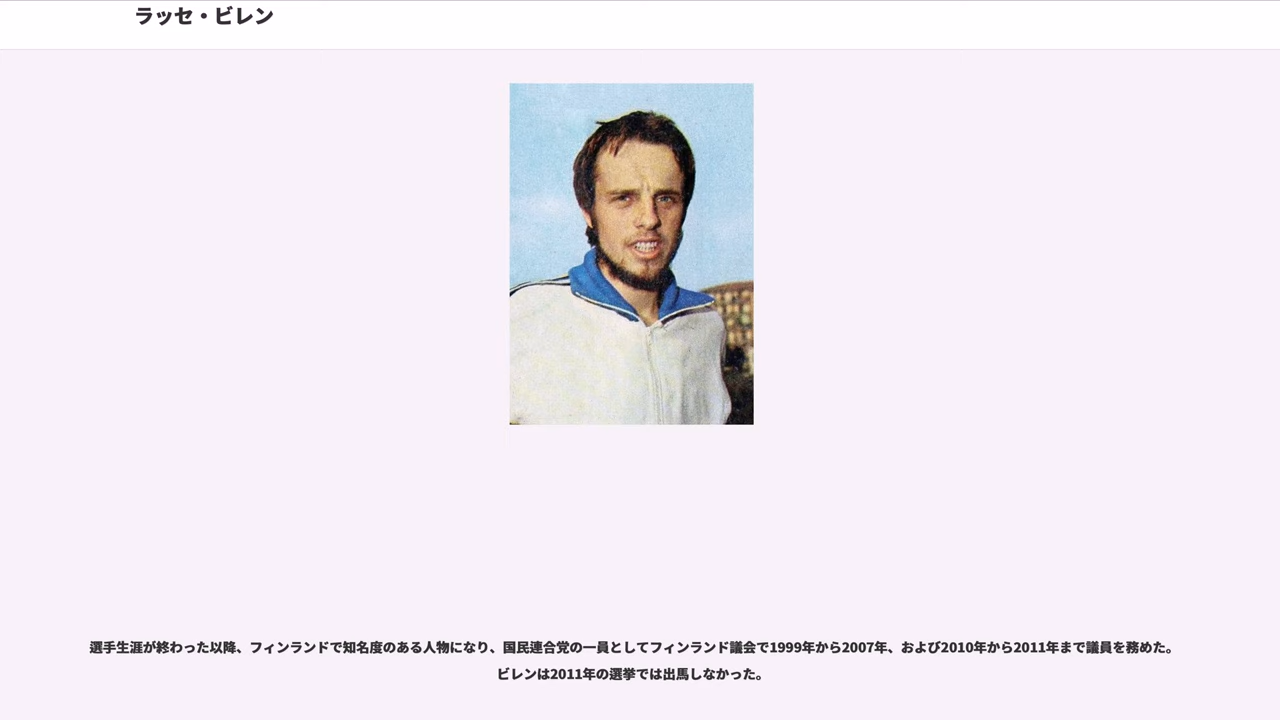 ラッセ・ビレン
選手生涯が終わった以降、フィンランドで知名度のある人物になり、国民連合党の一員としてフィンランド議会で1999年から2007年、および2010年から2011年まで議員を務めた。
ビレンは2011年の選挙では出馬しなかった。